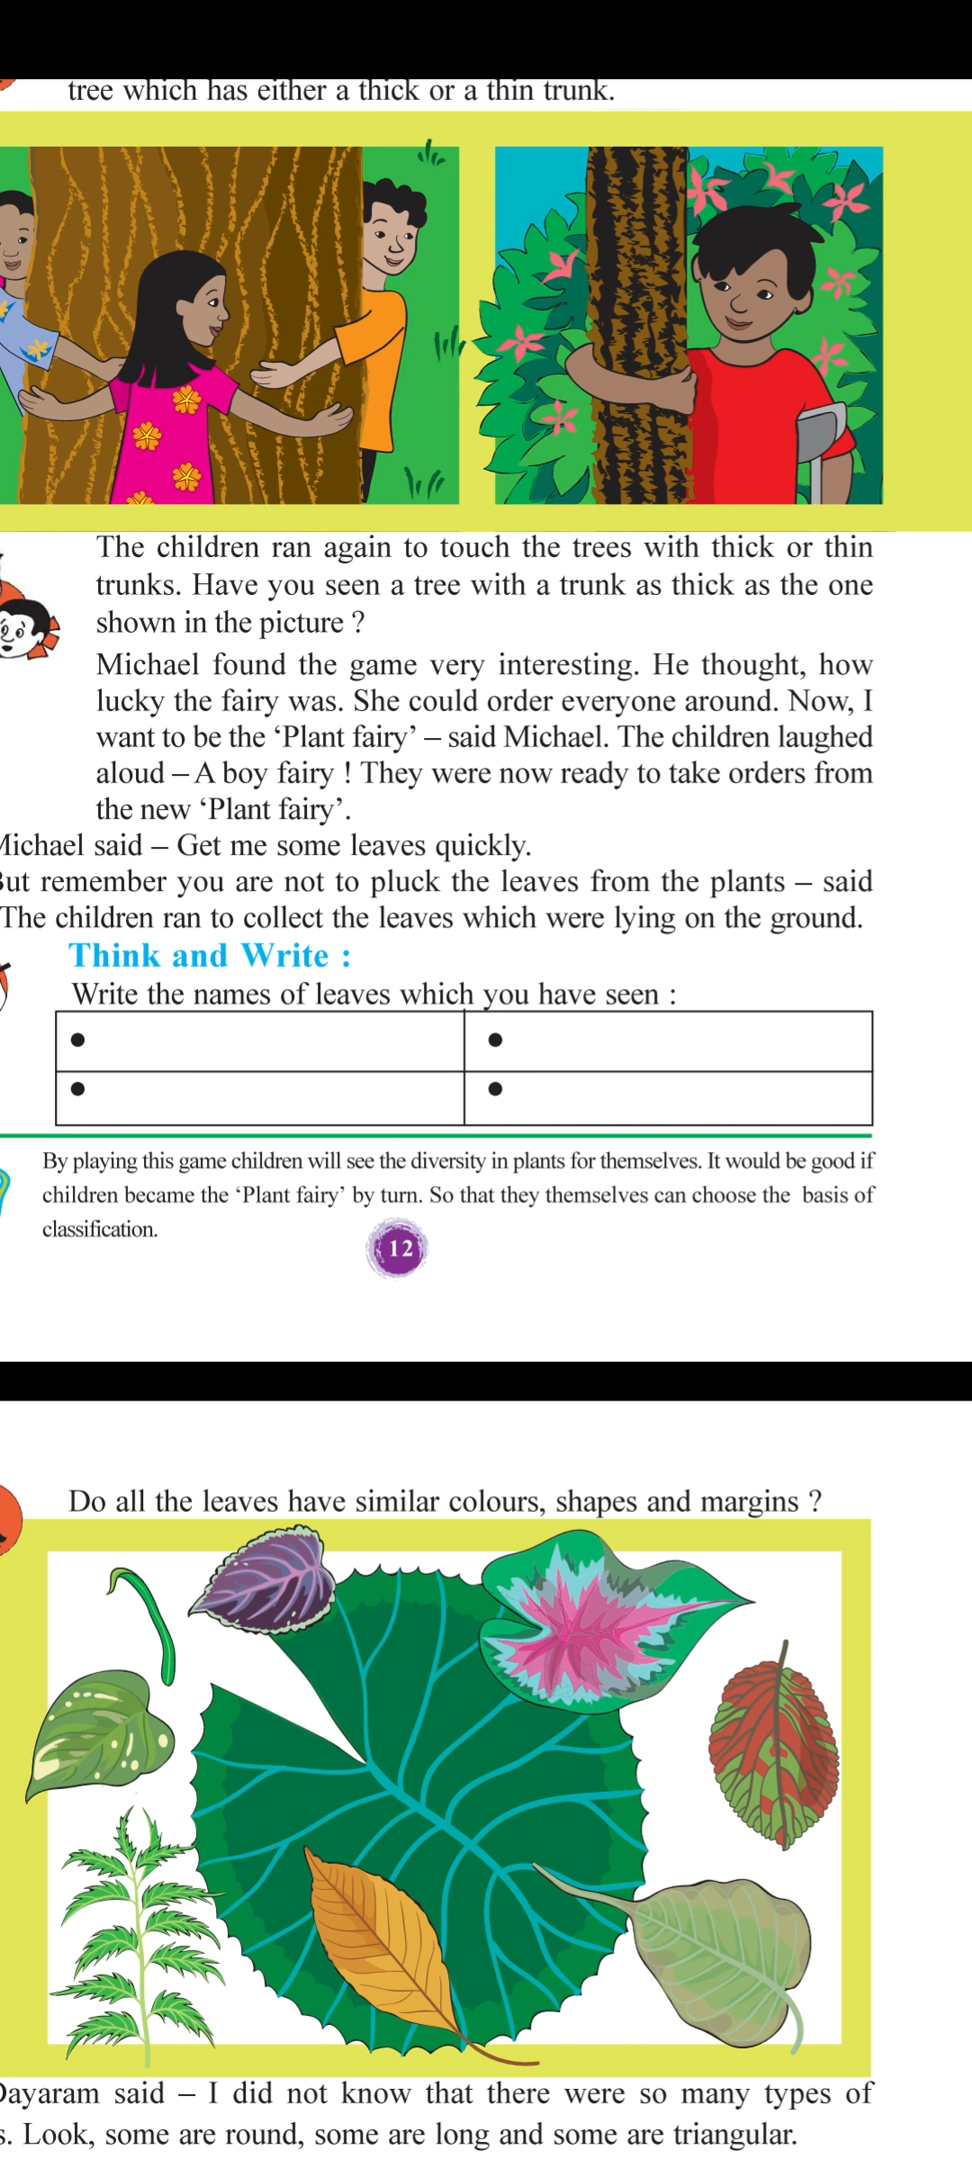 tree which has either a thick or a thin trunk.
The children ran again to touch the trees with thick or thin
trunks. Have you seen a tree with a trunk as thick as the one
shown in the picture ?
Michael found the game very interesting. He thought, how
lucky the fairy was. She could order everyone around. Now, I
want to be the ‘Plant fairy’ – said Michael. The children laughed
aloud – A boy fairy ! They were now ready to take orders from
the new ‘Plant fairy’.
Michael said – Get me some leaves quickly.
But remember you are not to pluck the leaves from the plants – said
The children ran to collect the leaves which were lying on the ground.
Think and Write :
Write the names of leaves which you have seen :
●
●
●
●
By playing this game children will see the diversity in plants for themselves. It would be good if
children became the ‘Plant fairy’ by turn. So that they themselves can choose the basis of
classification.
12
Do all the leaves have similar colours, shapes and margins ?
Dayaram said – I did not know that there were so many types of
s. Look, some are round, some are long and some are triangular.